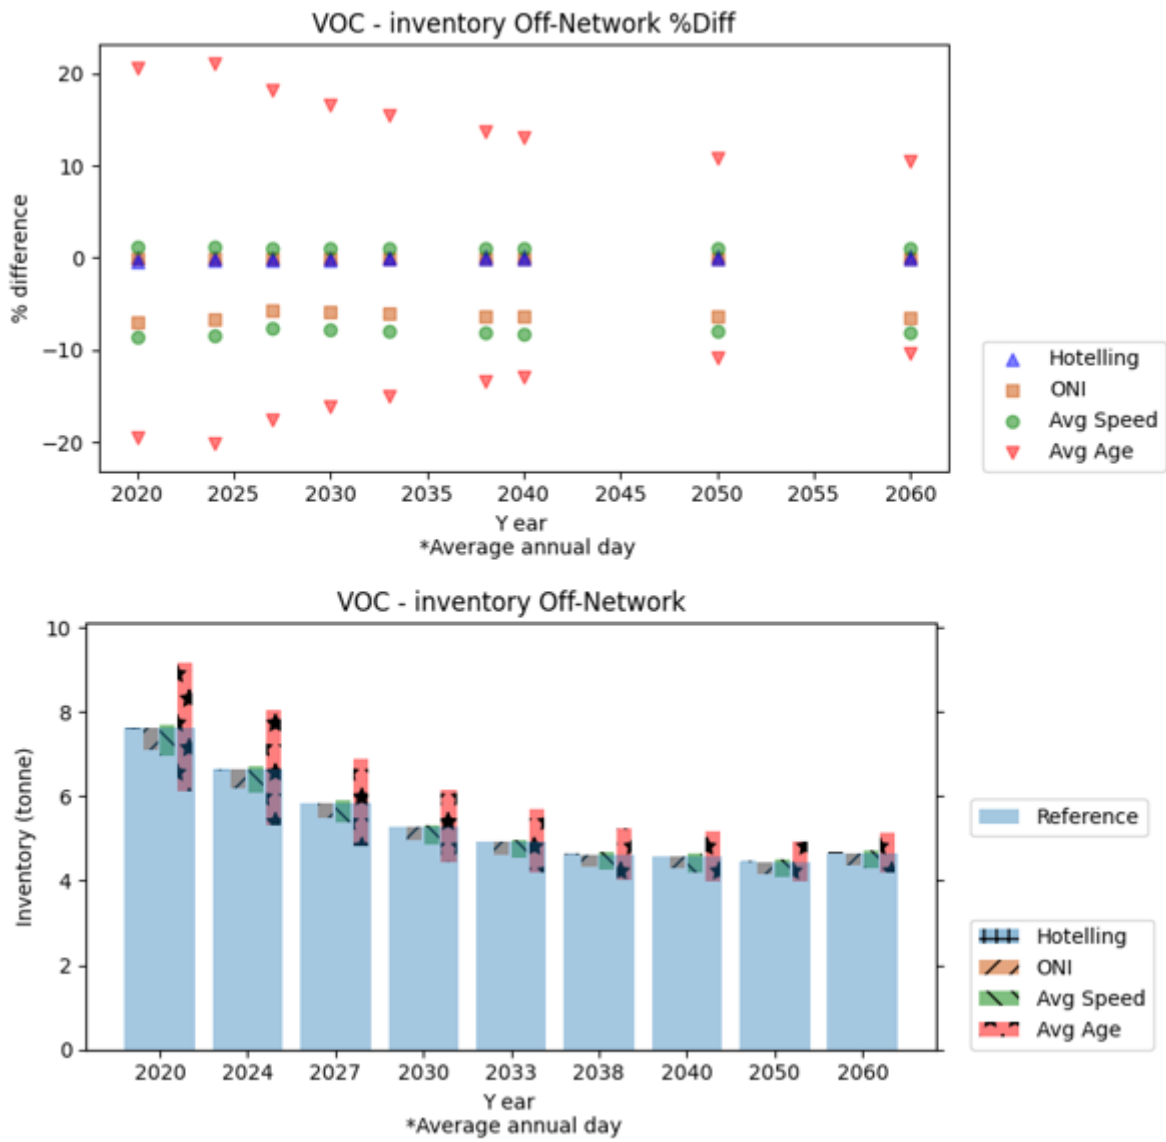 VOC - inventory Off-Network %Diff
% difference
20
10
0
−10
−20
2020 2025 2030 2035 2040 2045 2050 2055 2060
Y ear
*Average annual day
Hotelling
ONI
Avg Speed
Avg Age
VOC - inventory Off-Network
Inventory (tonne)
10
8
6
4
2
0
2020 2024 2027 2030 2033 2038 2040 2050 2060
Y ear
*Average annual day
Reference
Hotelling
ONI
Avg Speed
Avg Age